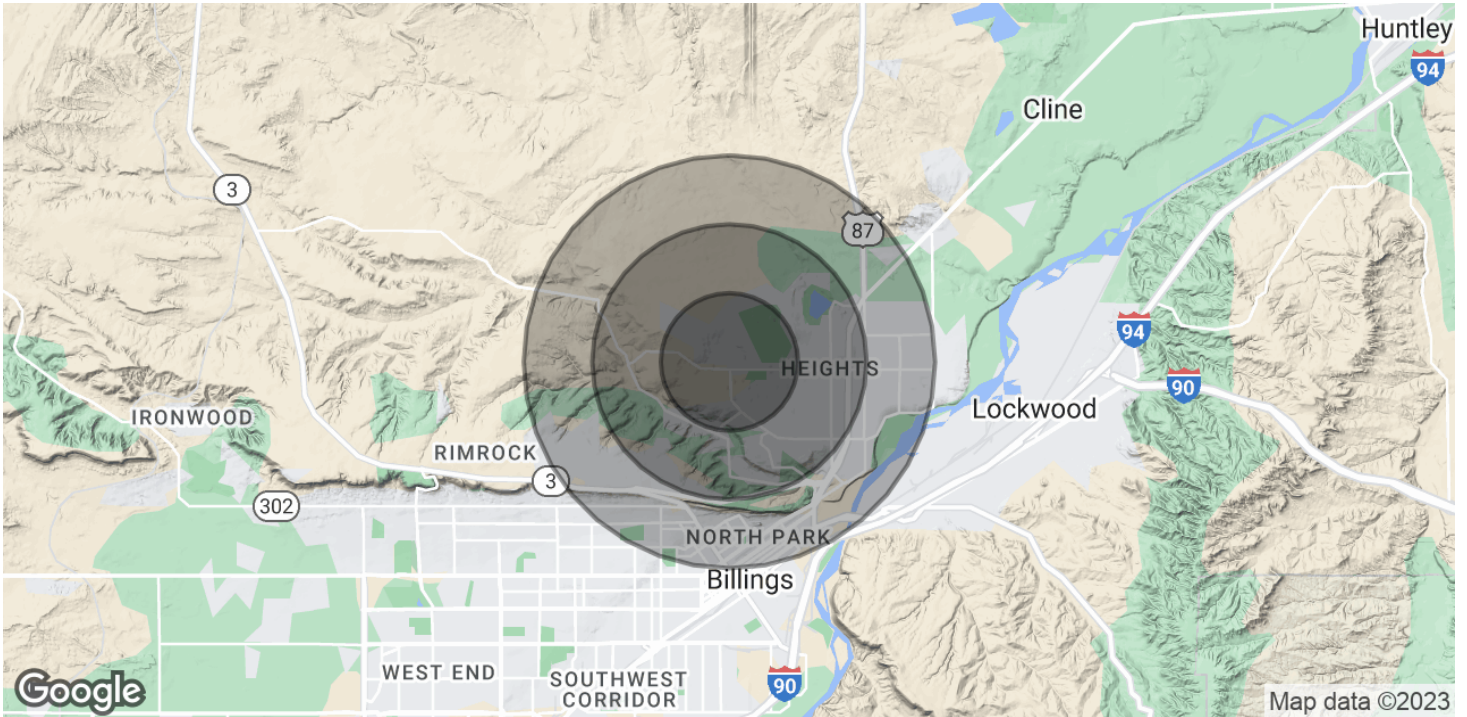 Huntley
94
Cline
3
87
HEIGHTS
94
90
Lockwood
IRONWOOD
RIMROCK
3
302
NORTH PARK
Billings
WEST END
SOUTHWEST
CORRIDOR
90
Google
Map data ©2023